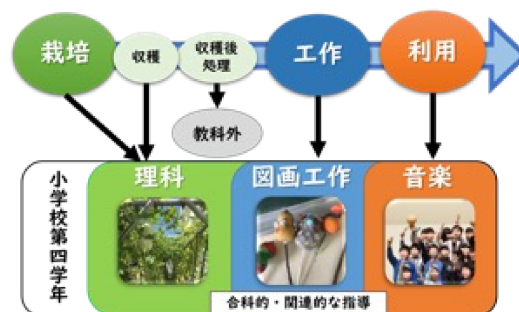 栽培
収穫
収穫後
処理
工作
利用
教科外
小学校第四学年
理科
図画工作
音楽
合科的・関連的な指導